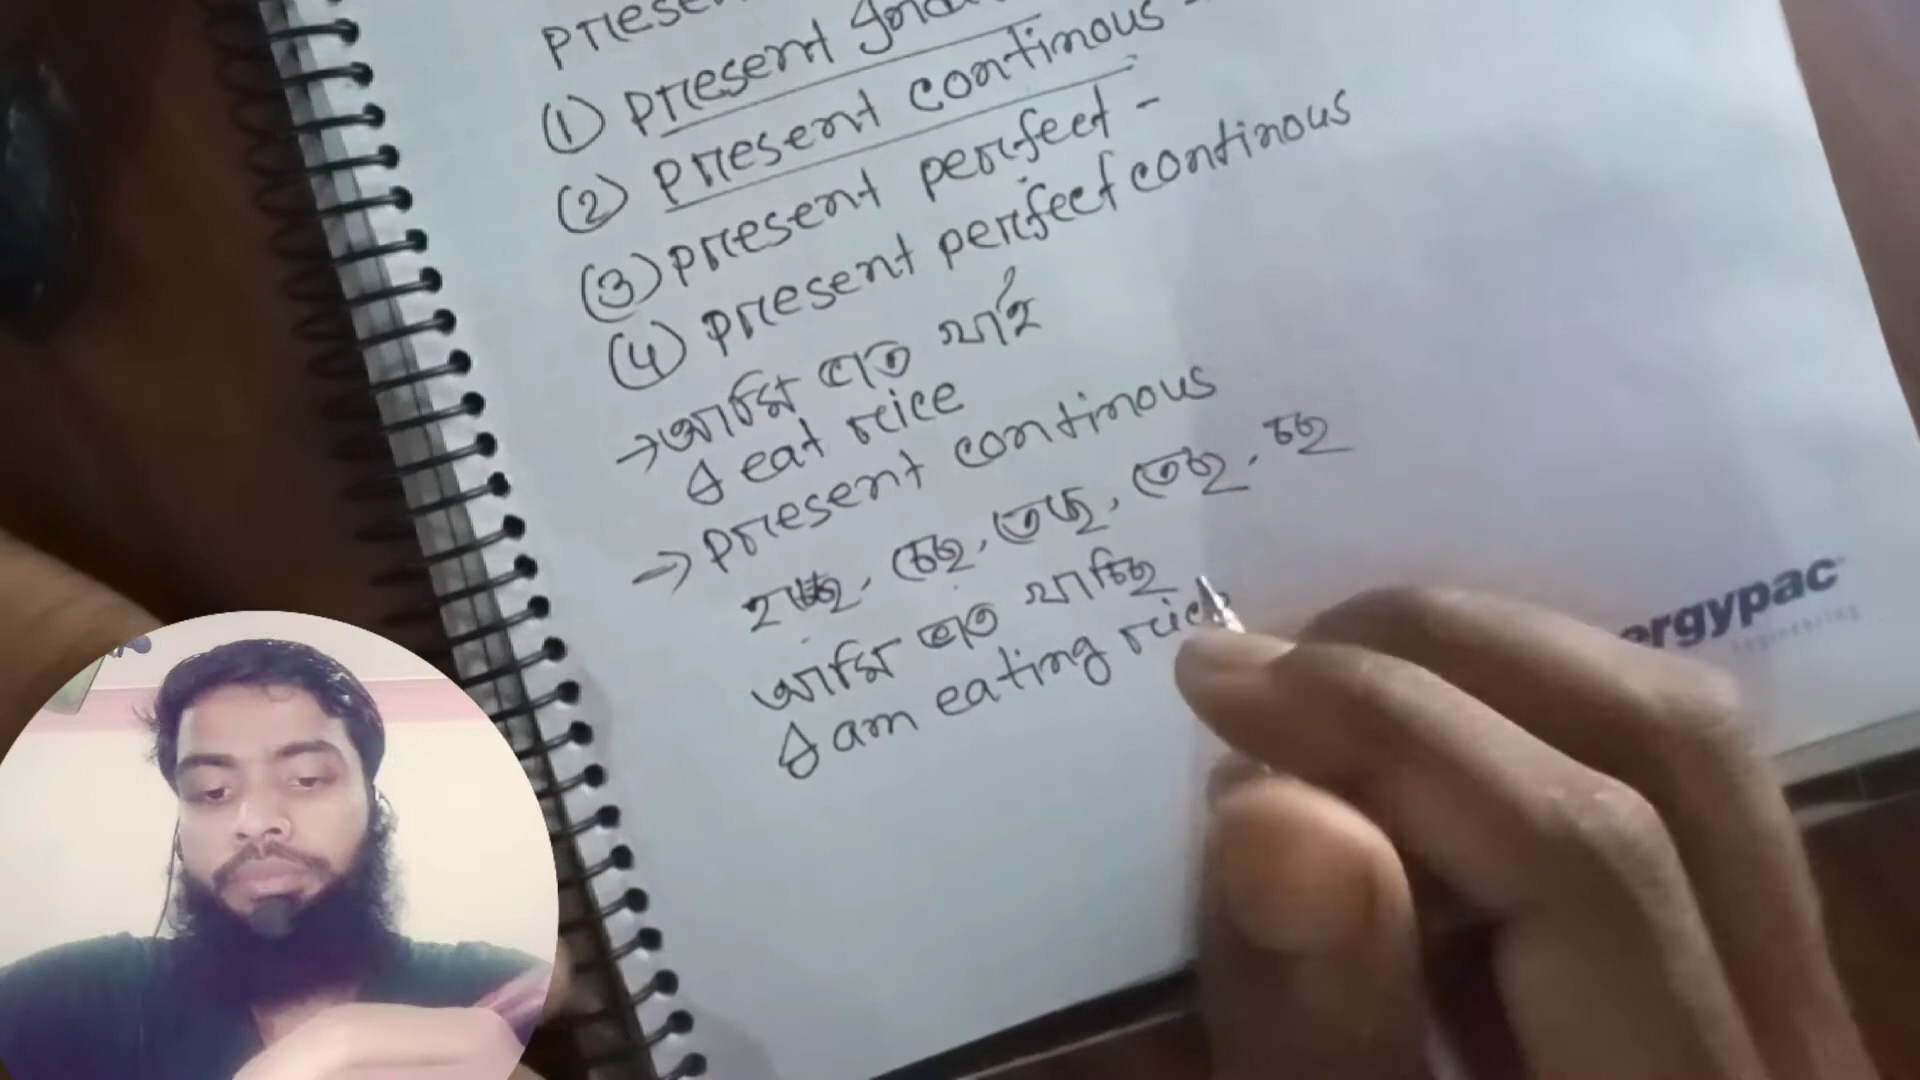 present
(1) present
(2) present continous -
(3) present perfect -
(4) present perfect continous
→ আমি ভাত খাই
I eat rice
→ present continous
তেছে, তেছ, চ্ছ
আমি ভাত খাচ্ছি
I am eating rice
ergypac
Engineering